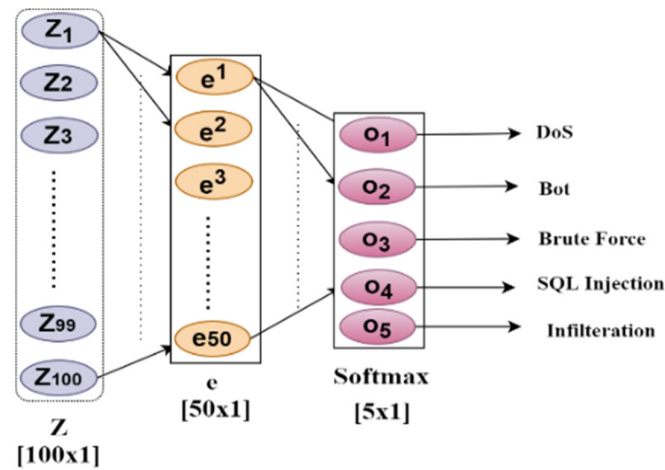 Z1
Z2
Z3
Z99
Z100
Z
[100x1]
e1
e2
e3
e50
e
[50x1]
o1
o2
o3
o4
o5
Softmax
[5x1]
DoS
Bot
Brute Force
SQL Injection
Infilteration